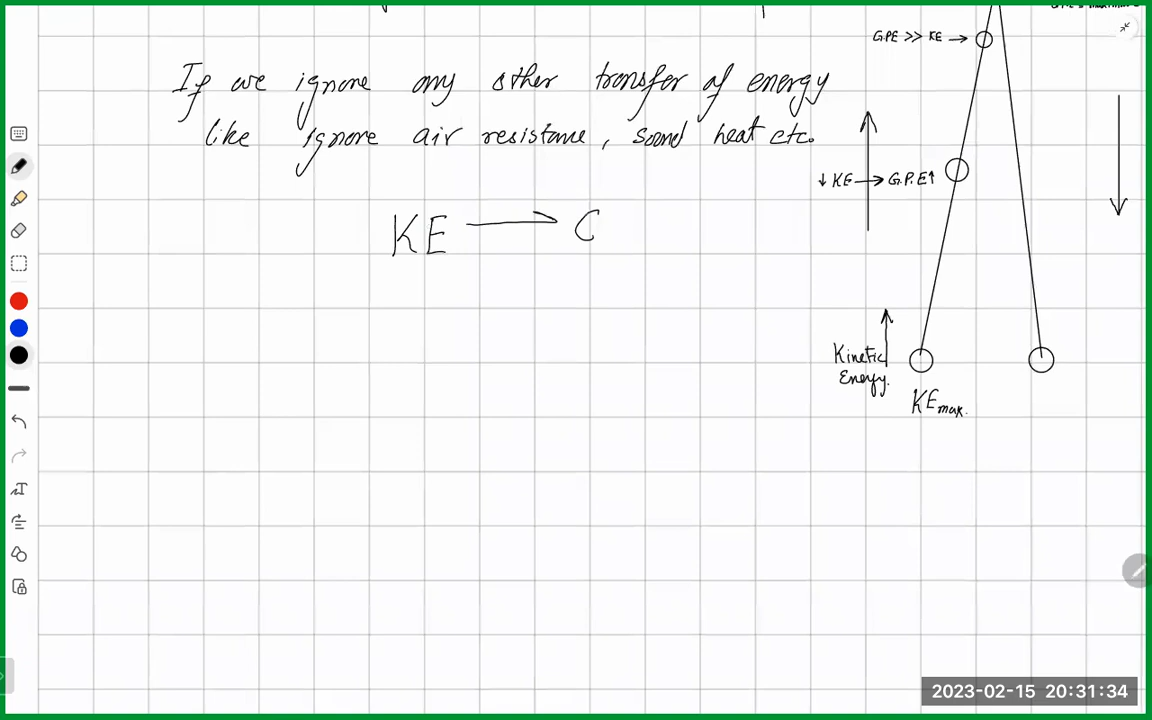 GPE >> KE →
If we ignore any other transfer of energy
like ignore air resistance, sound heat etc.
↓ KE → G.P.E↑
KE → C
Kinetic
Energy.
KEmax.
2023-02-15 20:31:34